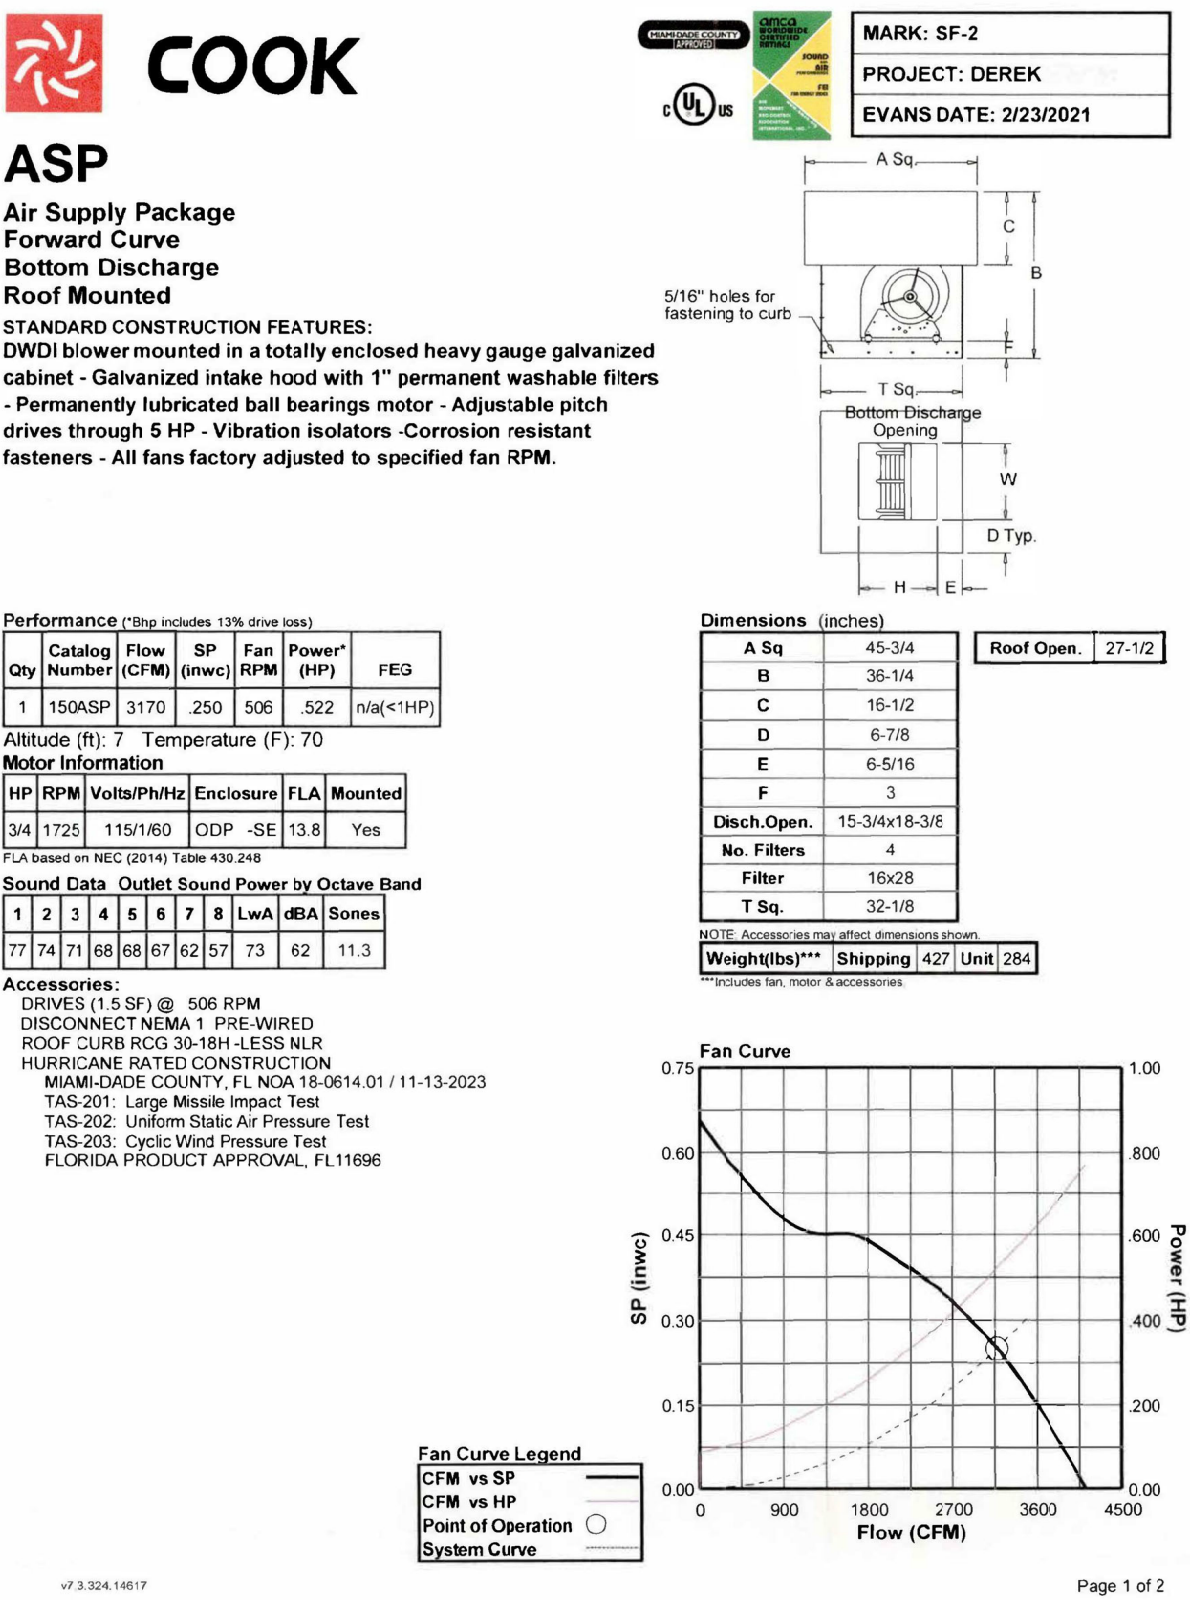 COOK
MIAMI-DADE COUNTY
APPROVED
amca
WORLDWIDE
CERTIFIED
RATINGS
SOUND
AIR
FEI
C UL US
MARK: SF-2
PROJECT: DEREK
EVANS DATE: 2/23/2021
ASP
Air Supply Package
Forward Curve
Bottom Discharge
Roof Mounted
STANDARD CONSTRUCTION FEATURES:
DWDI blower mounted in a totally enclosed heavy gauge galvanized
cabinet - Galvanized intake hood with 1" permanent washable filters
- Permanently lubricated ball bearings motor - Adjustable pitch
drives through 5 HP - Vibration isolators -Corrosion resistant
fasteners - All fans factory adjusted to specified fan RPM.
A Sq.
C
B
5/16" holes for
fastening to curb
F
T Sq.
Bottom Discharge
Opening
W
D Typ.
H E
Performance (*Bhp includes 13% drive loss)
Qty Catalog Number Flow (CFM) SP (inwc) Fan RPM Power* (HP) FEG
1 150ASP 3170 .250 506 .522 n/a(<1HP)
Altitude (ft): 7 Temperature (F): 70
Motor Information
HP RPM Volts/Ph/Hz Enclosure FLA Mounted
3/4 1725 115/1/60 ODP -SE 13.8 Yes
FLA based on NEC (2014) Table 430.248
Sound Data Outlet Sound Power by Octave Band
1 2 3 4 5 6 7 8 LwA dBA Sones
77 74 71 68 68 67 62 57 73 62 11.3
Accessories:
DRIVES (1.5 SF) @ 506 RPM
DISCONNECT NEMA 1 PRE-WIRED
ROOF CURB RCG 30-18H -LESS NLR
HURRICANE RATED CONSTRUCTION
MIAMI-DADE COUNTY, FL NOA 18-0614.01 / 11-13-2023
TAS-201: Large Missile Impact Test
TAS-202: Uniform Static Air Pressure Test
TAS-203: Cyclic Wind Pressure Test
FLORIDA PRODUCT APPROVAL, FL11696
Dimensions (inches)
A Sq 45-3/4
B 36-1/4
C 16-1/2
D 6-7/8
E 6-5/16
F 3
Disch.Open. 15-3/4x18-3/8
No. Filters 4
Filter 16x28
T Sq. 32-1/8
Roof Open. 27-1/2
NOTE: Accessories may affect dimensions shown.
Weight(lbs)*** Shipping 427 Unit 284
***Includes fan, motor & accessories.
Fan Curve
0.75 1.00
0.60 .800
0.45 .600
0.30 .400
0.15 .200
0.00 0.00
SP (inwc)
Power (HP)
0 900 1800 2700 3600 4500
Flow (CFM)
Fan Curve Legend
CFM vs SP
CFM vs HP
Point of Operation
System Curve
v7.3.324.14617
Page 1 of 2